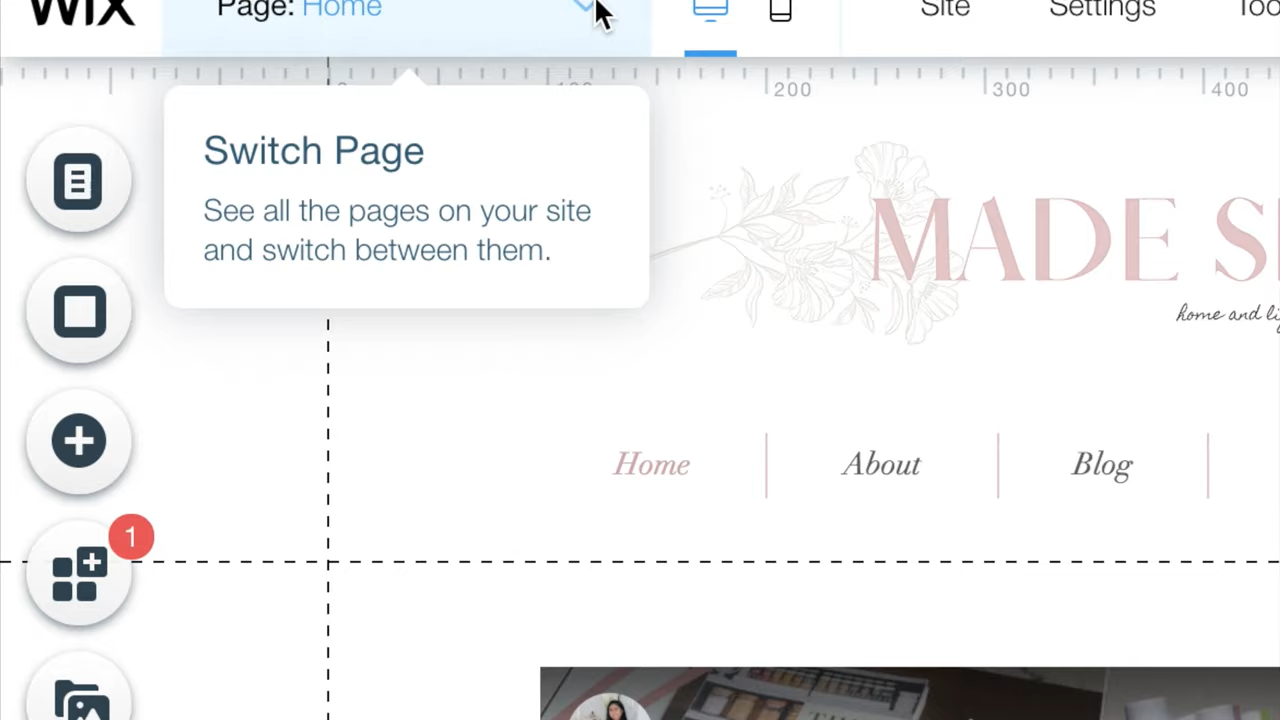 WIX
Page: Home
Site
Settings
200
300
400
Switch Page
See all the pages on your site
and switch between them.
MADE
home and
Home
About
Blog
1